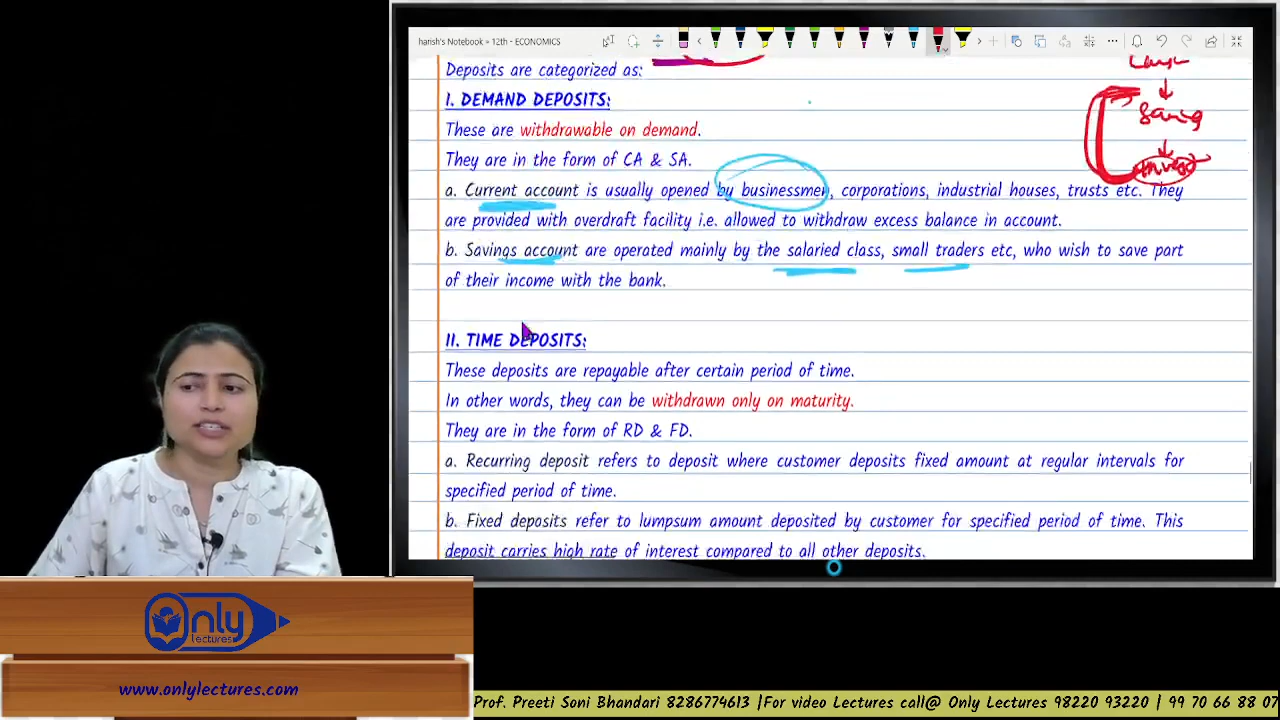 harish's Notebook » 12th - ECONOMICS
Deposits are categorized as:
I. DEMAND DEPOSITS:
These are withdrawable on demand.
They are in the form of CA & SA.
a. Current account is usually opened by businessmen, corporations, industrial houses, trusts etc. They
are provided with overdraft facility i.e. allowed to withdraw excess balance in account.
b. Savings account are operated mainly by the salaried class, small traders etc, who wish to save part
of their income with the bank.
II. TIME DEPOSITS:
These deposits are repayable after certain period of time.
In other words, they can be withdrawn only on maturity.
They are in the form of RD & FD.
a. Recurring deposit refers to deposit where customer deposits fixed amount at regular intervals for
specified period of time.
b. Fixed deposits refer to lumpsum amount deposited by customer for specified period of time. This
deposit carries high rate of interest compared to all other deposits.
Saving
Invest
Only
lectures
www.onlylectures.com
Prof. Preeti Soni Bhandari 8286774613 |For video Lectures call@ Only Lectures 98220 93220 | 99 70 66 88 07